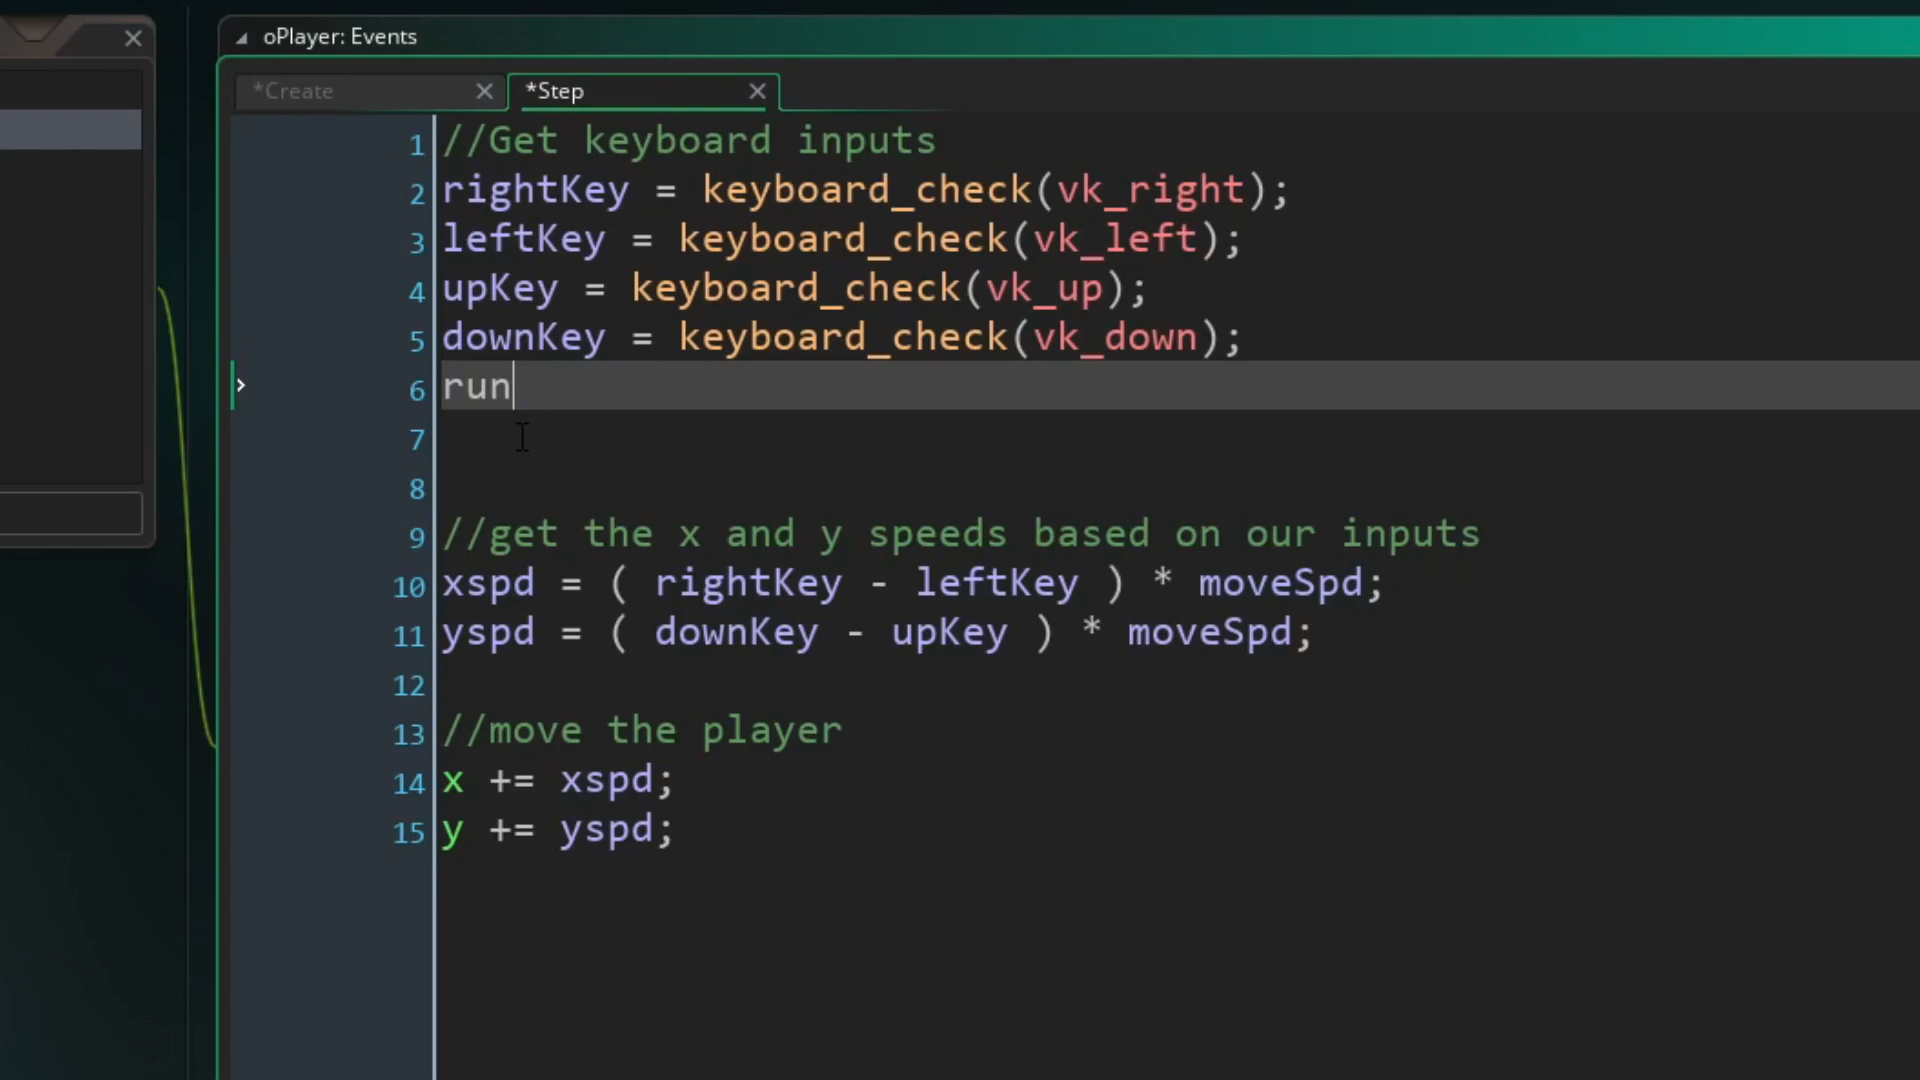 oPlayer: Events
*Create
*Step
1 //Get keyboard inputs
2 rightKey = keyboard_check(vk_right);
3 leftKey = keyboard_check(vk_left);
4 upKey = keyboard_check(vk_up);
5 downKey = keyboard_check(vk_down);
6 run
7
8
9 //get the x and y speeds based on our inputs
10 xspd = ( rightKey - leftKey ) * moveSpd;
11 yspd = ( downKey - upKey ) * moveSpd;
12
13 //move the player
14 x += xspd;
15 y += yspd;